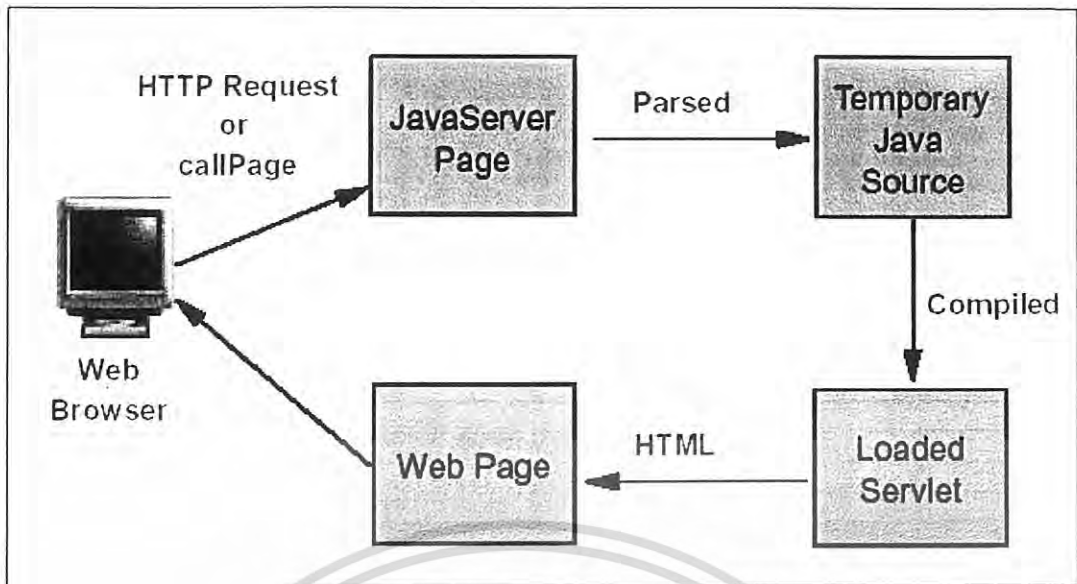 HTTP Request
or
callPage
JavaServer
Page
Parsed
Temporary
Java
Source
Compiled
Loaded
Servlet
HTML
Web Page
Web
Browser